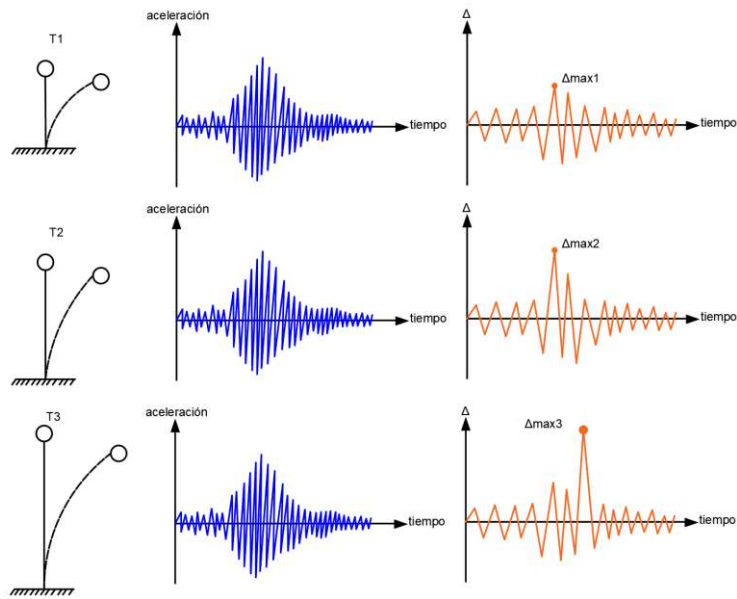 T1
aceleración
tiempo
Δ
Δmax1
tiempo
T2
aceleración
tiempo
Δ
Δmax2
tiempo
T3
aceleración
tiempo
Δ
Δmax3
tiempo